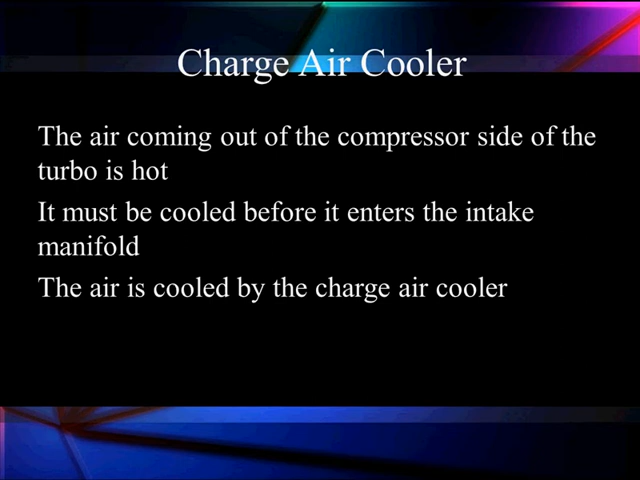 Charge Air Cooler
The air coming out of the compressor side of the
turbo is hot
It must be cooled before it enters the intake
manifold
The air is cooled by the charge air cooler